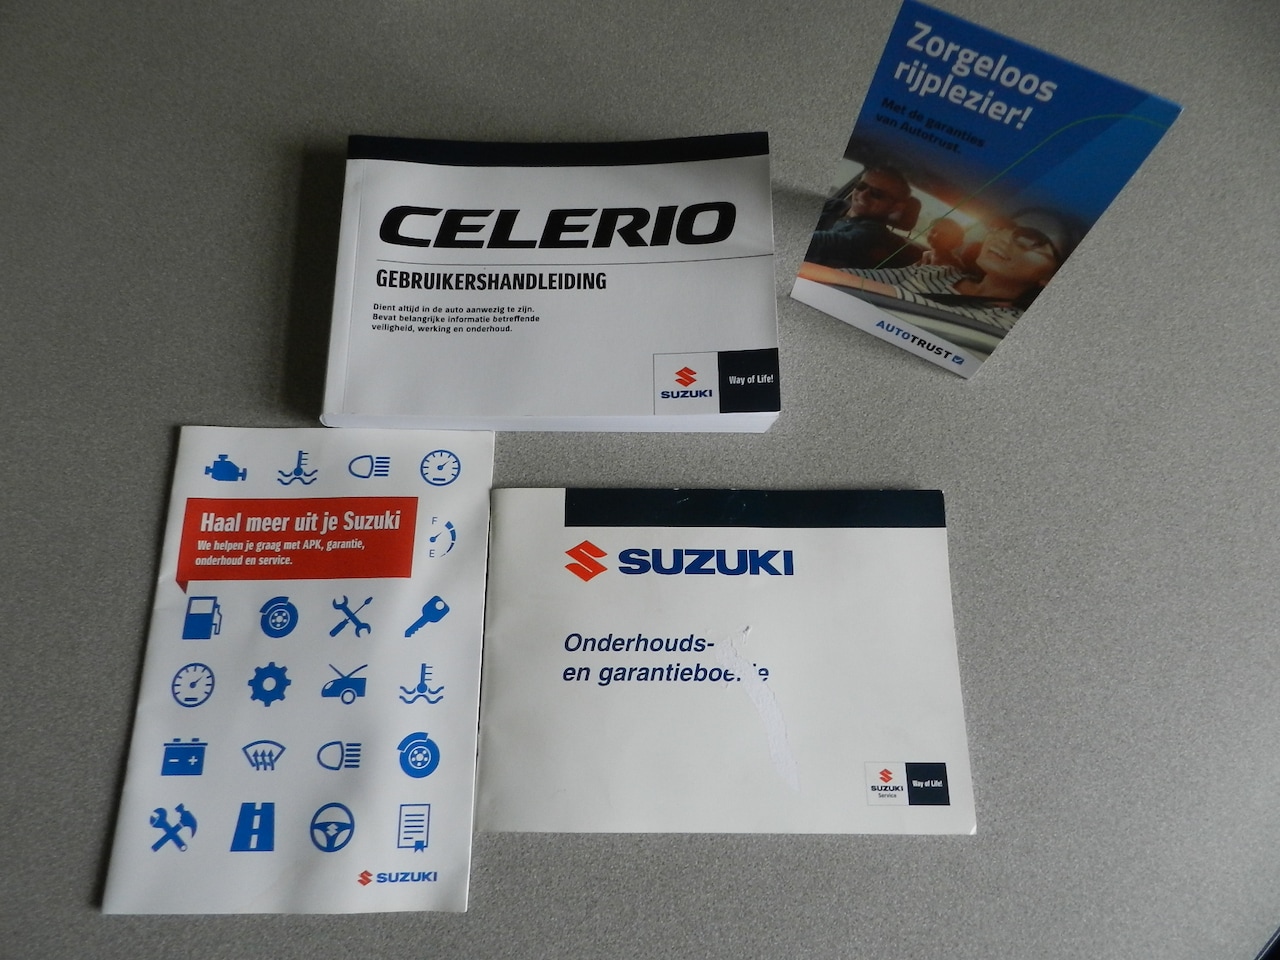 Zorgeloos
rijplezier!
Met de garanties
van Autotrust.
AUTOTRUST
CELERIO
GEBRUIKERSHANDLEIDING
Dient altijd in de auto aanwezig te zijn.
Bevat belangrijke informatie betreffende
veiligheid, werking en onderhoud.
SUZUKI
Way of Life!
Haal meer uit je Suzuki
We helpen je graag met APK, garantie,
onderhoud en service.
F
E
SUZUKI
SUZUKI
Onderhouds-
en
SUZUKI
Service
Way of Life!